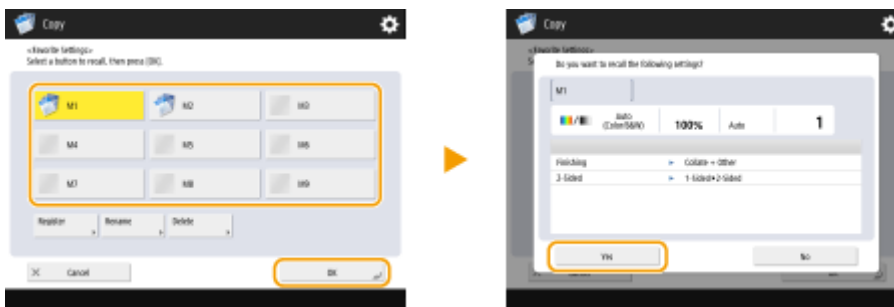 Copy
<Favorite Settings>
Select a button to recall, then press [OK].
M1
M2
M3
M4
M5
M6
M7
M8
M9
Register
Rename
Delete
Cancel
OK
Copy
<Favorite Settings>
Do you want to recall the following settings?
M1
Auto
(Color/B&W)
100%
Auto
1
Finishing
Collate + Other
2-Sided
1-Sided▸2-Sided
Yes
No